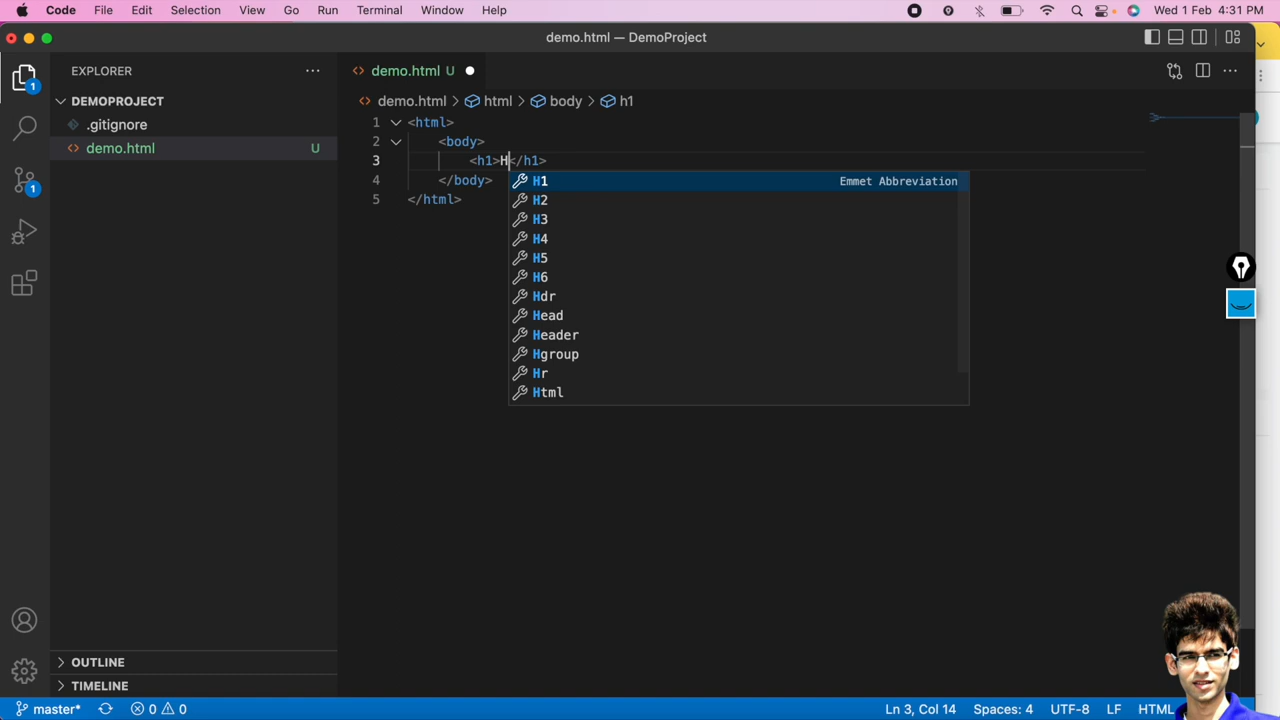 Code File Edit Selection View Go Run Terminal Window Help Wed 1 Feb 4:31 PM
demo.html — DemoProject
EXPLORER
demo.html U
DEMOPROJECT
demo.html > html > body > h1
.gitignore
demo.html U
1 <html>
2 <body>
3 <h1>H</h1>
4 </body>
5 </html>
H1 Emmet Abbreviation
H2
H3
H4
H5
H6
Hdr
Head
Header
Hgroup
Hr
Html
1
1
OUTLINE
TIMELINE
master* 0 0 Ln 3, Col 14 Spaces: 4 UTF-8 LF HTML